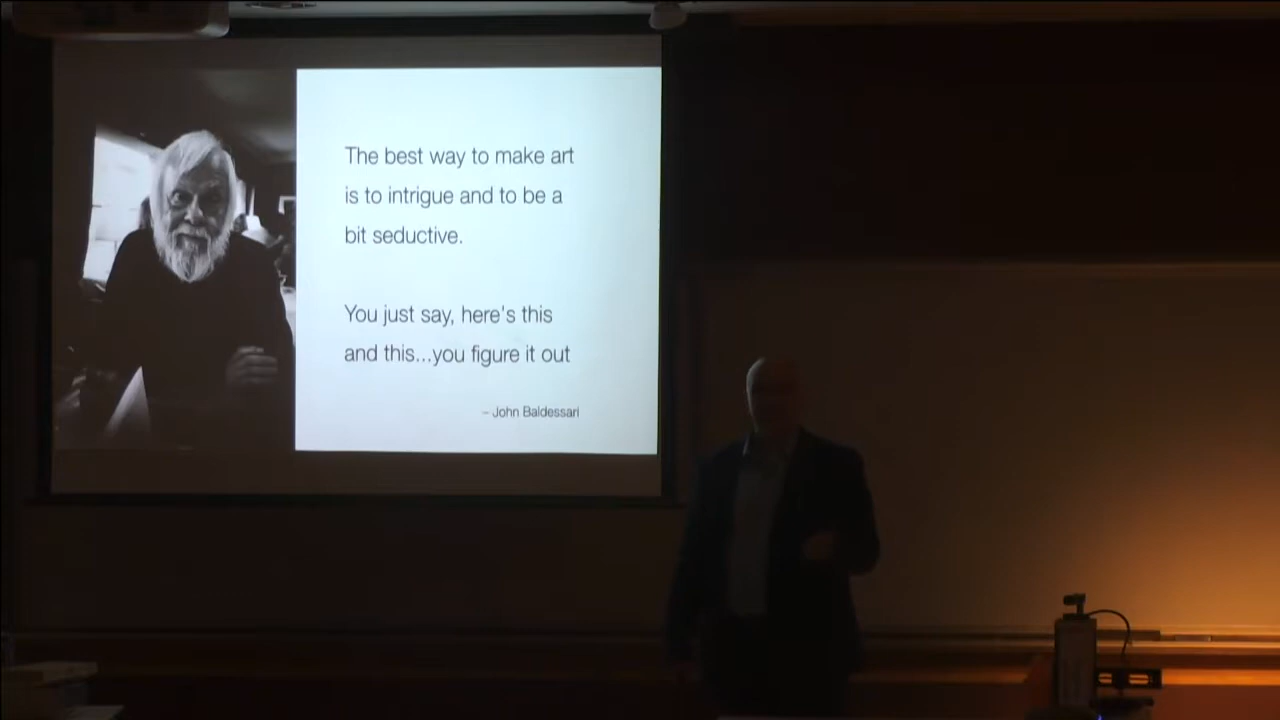 The best way to make art
is to intrigue and to be a
bit seductive.
You just say, here's this
and this...you figure it out
– John Baldessari